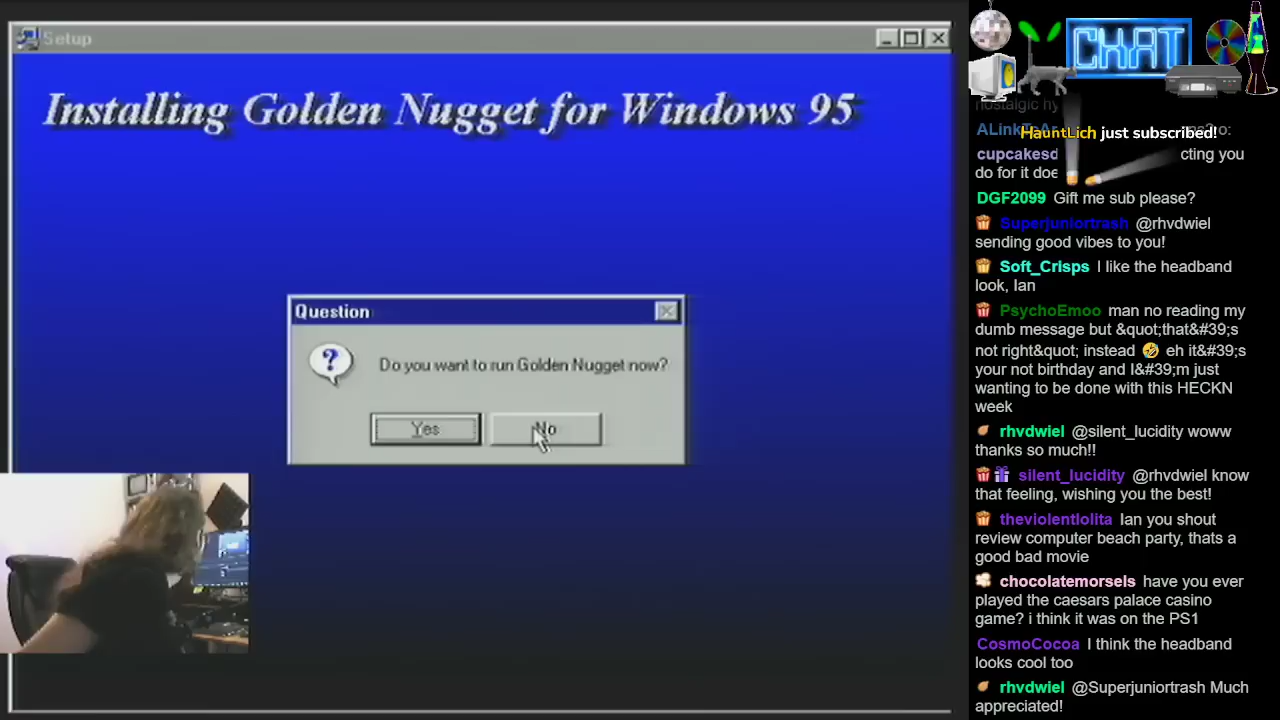 Setup
Installing Golden Nugget for Windows 95
Question
Do you want to run Golden Nugget now?
Yes
No
CHAT
nostalgic
HauntLich just subscribed!
cupcakesd
cting you
do for it doe
DGF2099 Gift me sub please?
Superjuniortrash @rhvdwiel
sending good vibes to you!
Soft_Crisps I like the headband
look, Ian
PsychoEmoo man no reading my
dumb message but &quot;that&#39;s
not right&quot; instead 🤣 eh it&#39;s
your not birthday and I&#39;m just
wanting to be done with this HECKN
week
rhvdwiel @silent_lucidity woww
thanks so much!!
silent_lucidity @rhvdwiel know
that feeling, wishing you the best!
theviolentlolita Ian you shout
review computer beach party, thats a
good bad movie
chocolatemorsels have you ever
played the caesars palace casino
game? i think it was on the PS1
CosmoCocoa I think the headband
looks cool too
rhvdwiel @Superjuniortrash Much
appreciated!